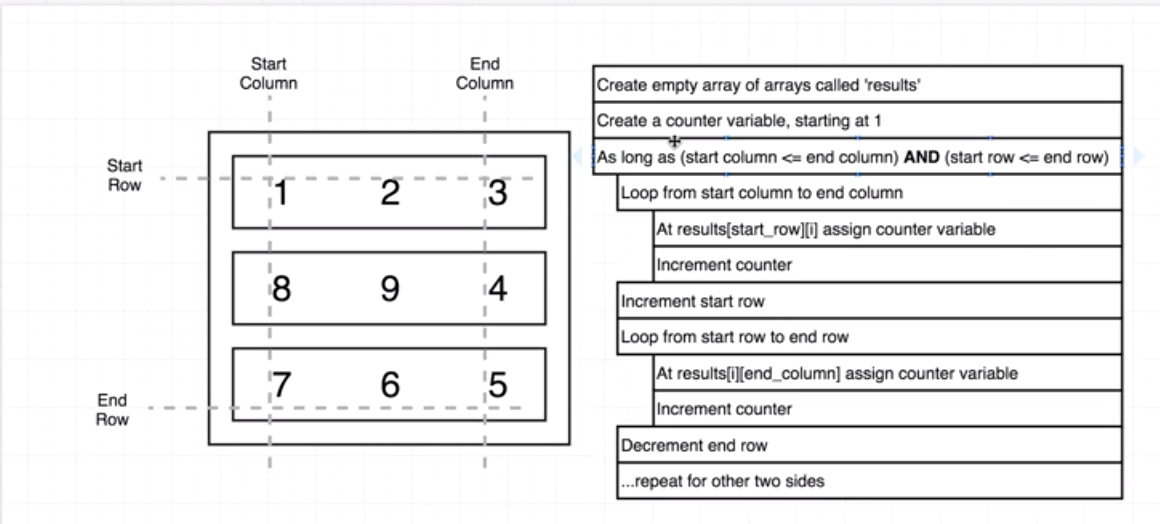 Start
Column
End
Column
Start
Row
1 2 3
8 9 4
7 6 5
End
Row
Create empty array of arrays called 'results'
Create a counter variable, starting at 1
As long as (start column <= end column) AND (start row <= end row)
Loop from start column to end column
At results[start_row][i] assign counter variable
Increment counter
Increment start row
Loop from start row to end row
At results[i][end_column] assign counter variable
Increment counter
Decrement end row
...repeat for other two sides